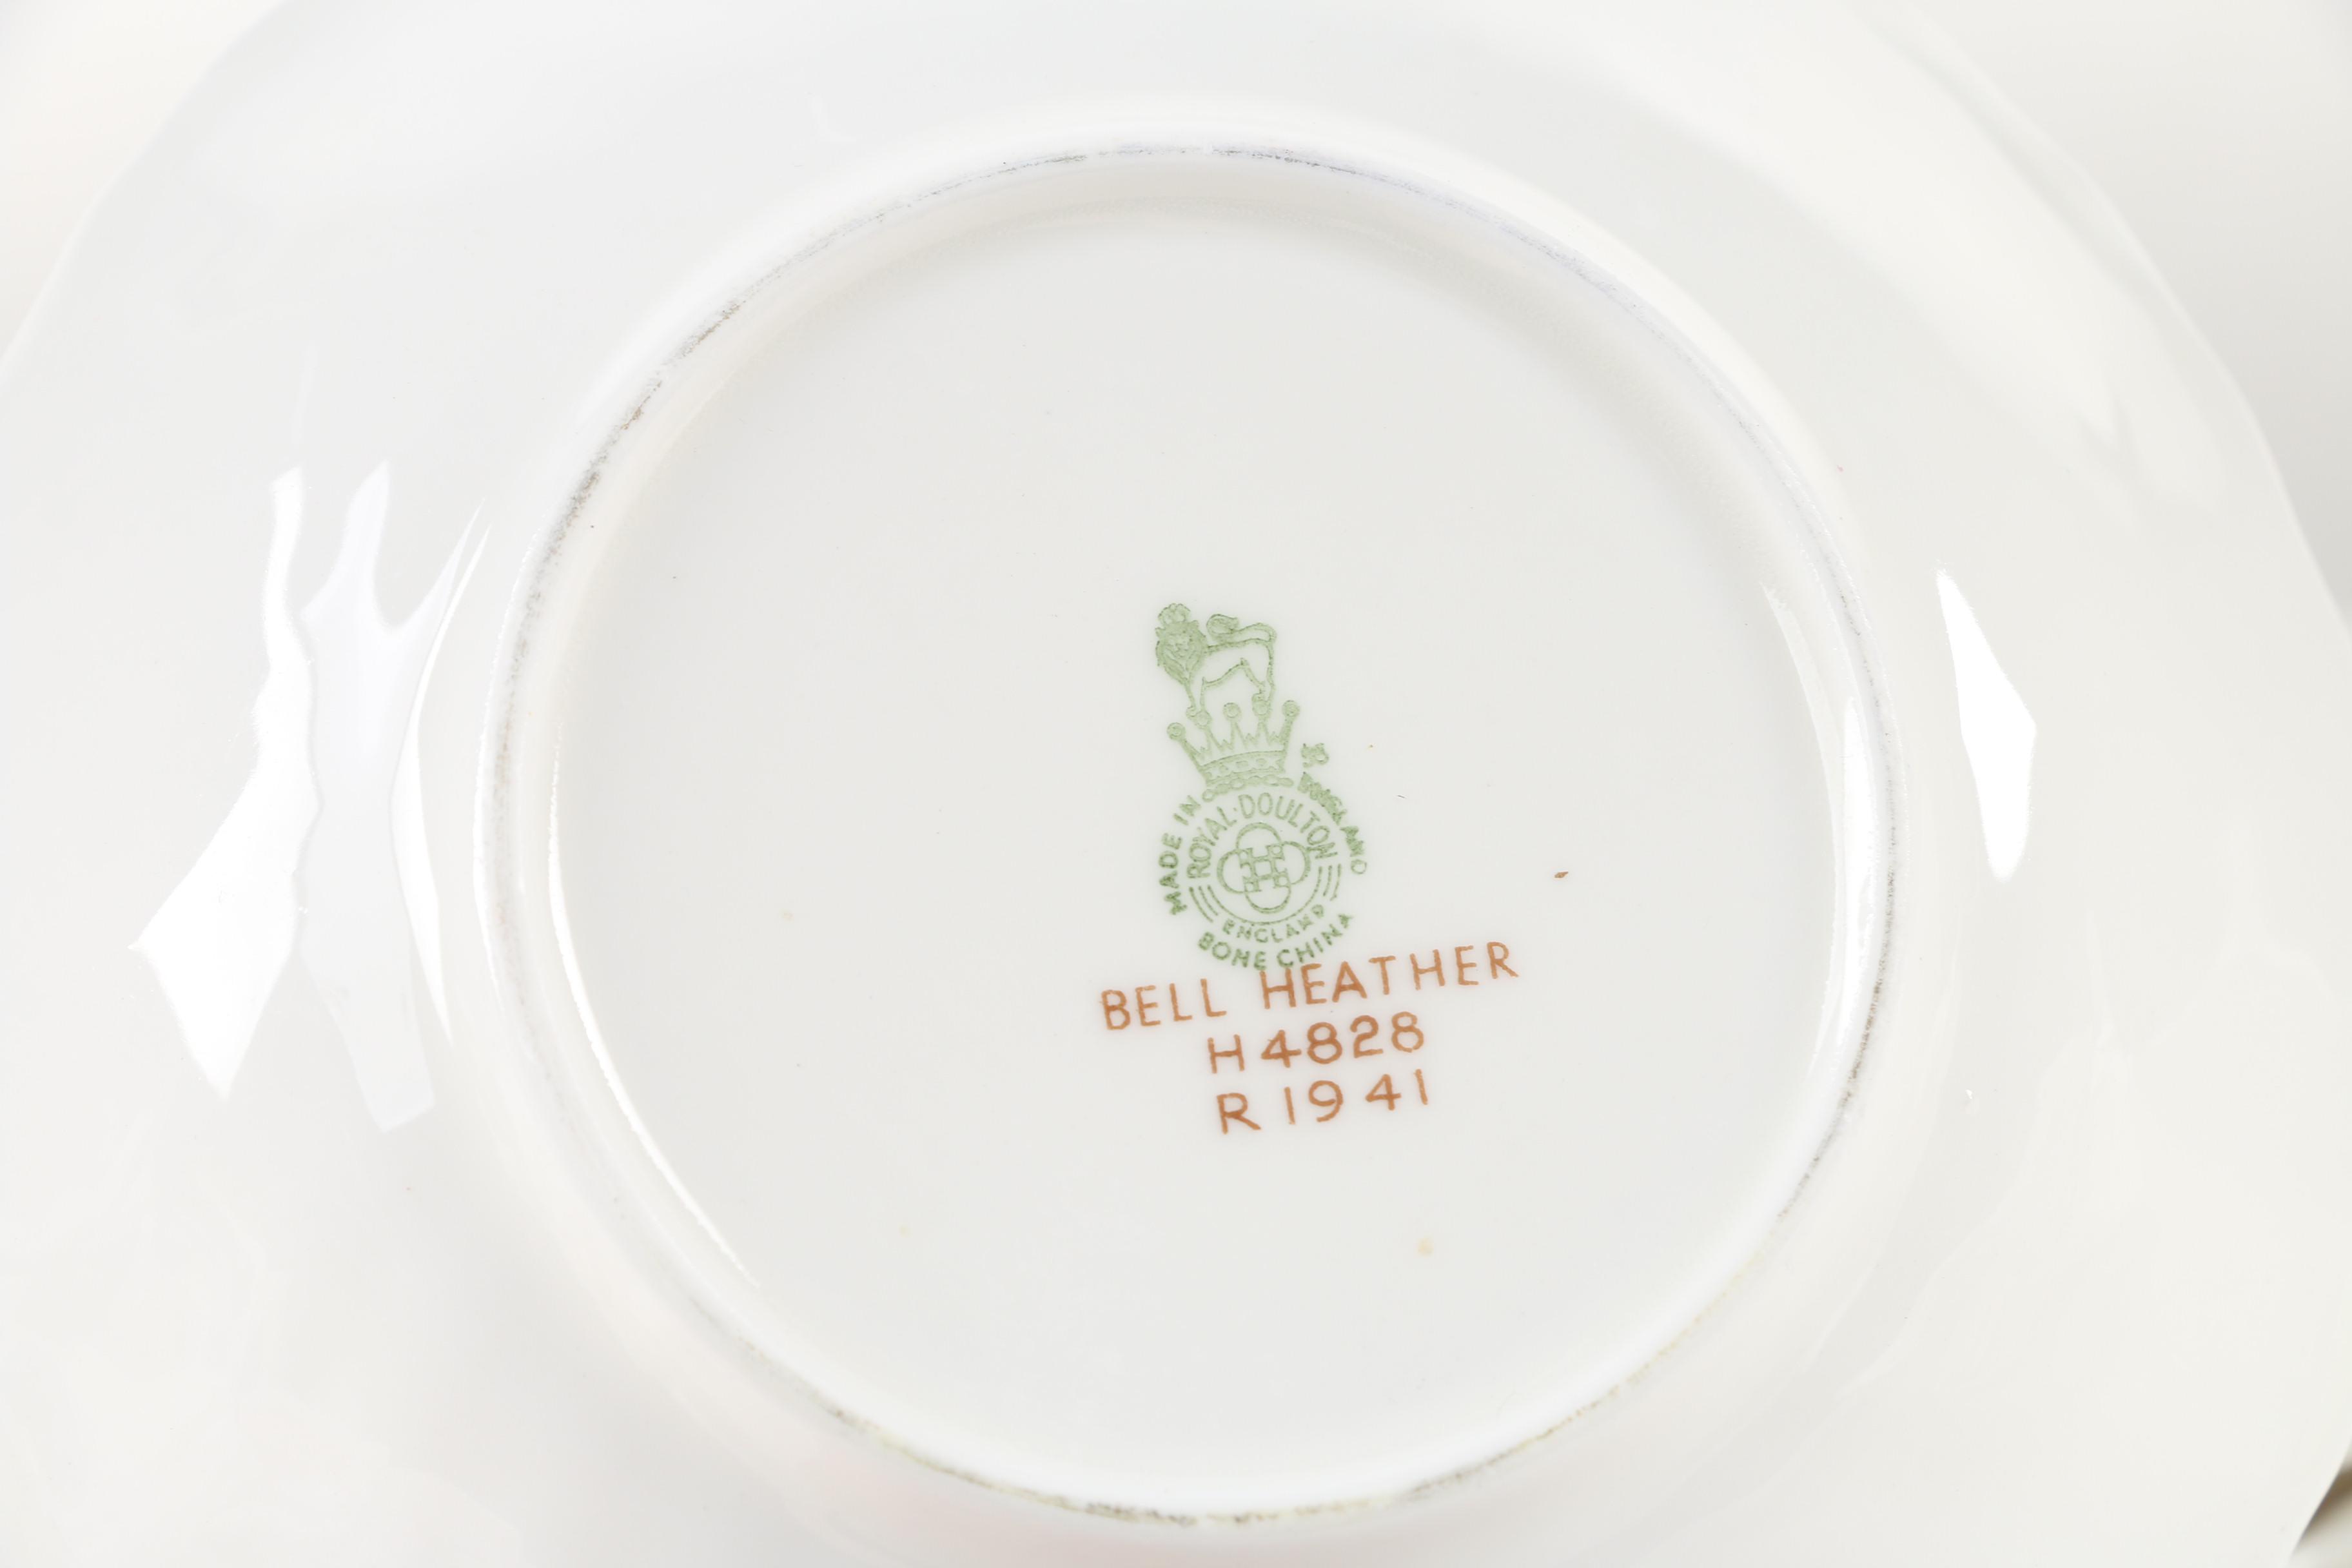 MADE IN ENGLAND
ROYAL·DOULTON
ENGLAND
BONE CHINA
BELL HEATHER
H4828
R1941